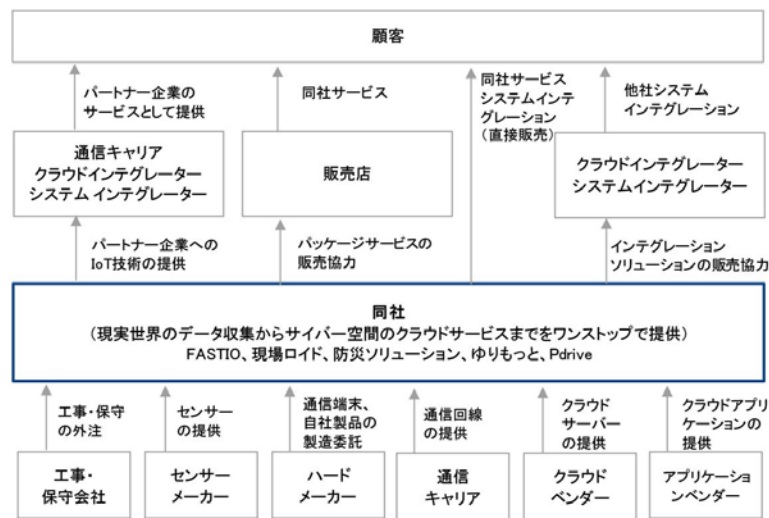 顧客
パートナー企業の
サービスとして提供
同社サービス
同社サービス
システムインテ
グレーション
(直接販売)
他社システム
インテグレーション
通信キャリア
クラウドインテグレーター
システム インテグレーター
販売店
クラウドインテグレーター
システムインテグレーター
パートナー企業への
IoT技術の提供
パッケージサービスの
販売協力
インテグレーション
ソリューションの販売協力
同社
(現実世界のデータ収集からサイバー空間のクラウドサービスまでをワンストップで提供)
FASTIO、現場ロイド、防災ソリューション、ゆりもっと、Pdrive
工事・保守
の外注
センサー
の提供
通信端末、
自社製品の
製造委託
通信回線
の提供
クラウド
サーバー
の提供
クラウドアプリ
ケーションの
提供
工事・
保守会社
センサー
メーカー
ハード
メーカー
通信
キャリア
クラウド
ベンダー
アプリケーショ
ンベンダー